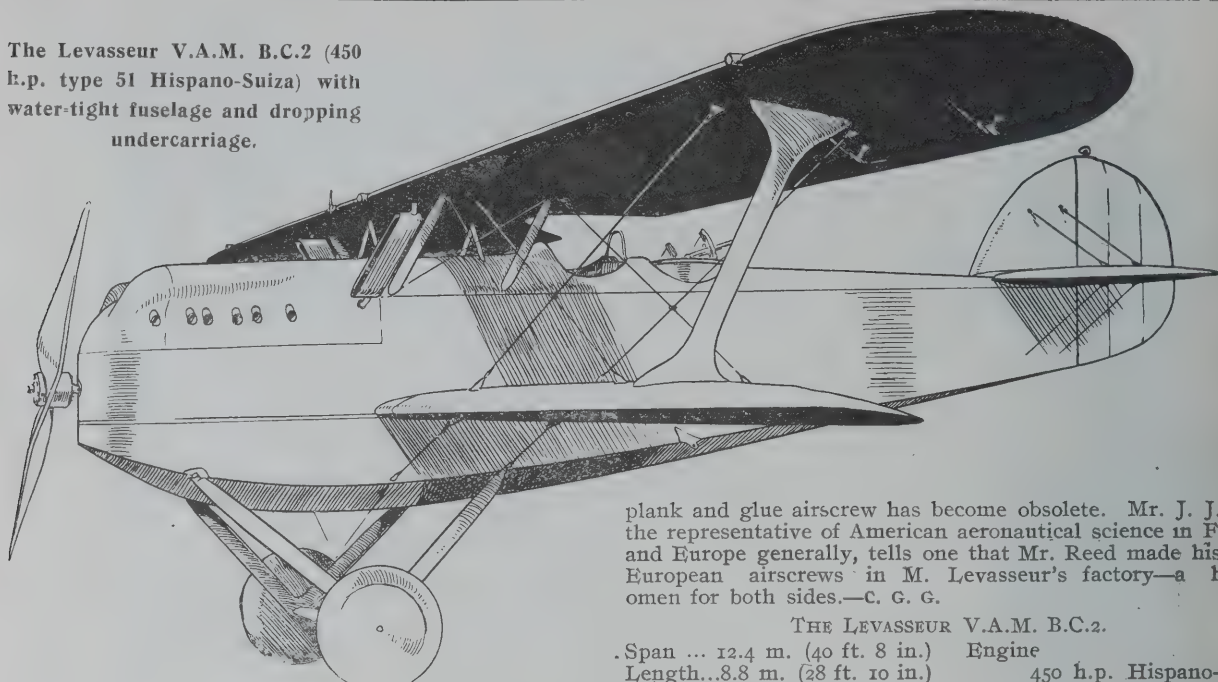 The Levasseur V.A.M. B.C.2 (450
h.p. type 51 Hispano-Suiza) with
water-tight fuselage and dropping
undercarriage.
plank and glue airscrew has become obsolete. Mr. J. J.
the representative of American aeronautical science in F
and Europe generally, tells one that Mr. Reed made his
European airscrews in M. Levasseur's factory—a h
omen for both sides.—C. G. G.
THE LEVASSEUR V.A.M. B.C.2.
Span ... 12.4 m. (40 ft. 8 in.) Engine
Length...8.8 m. (28 ft. 10 in.) 450 h.p. Hispano-